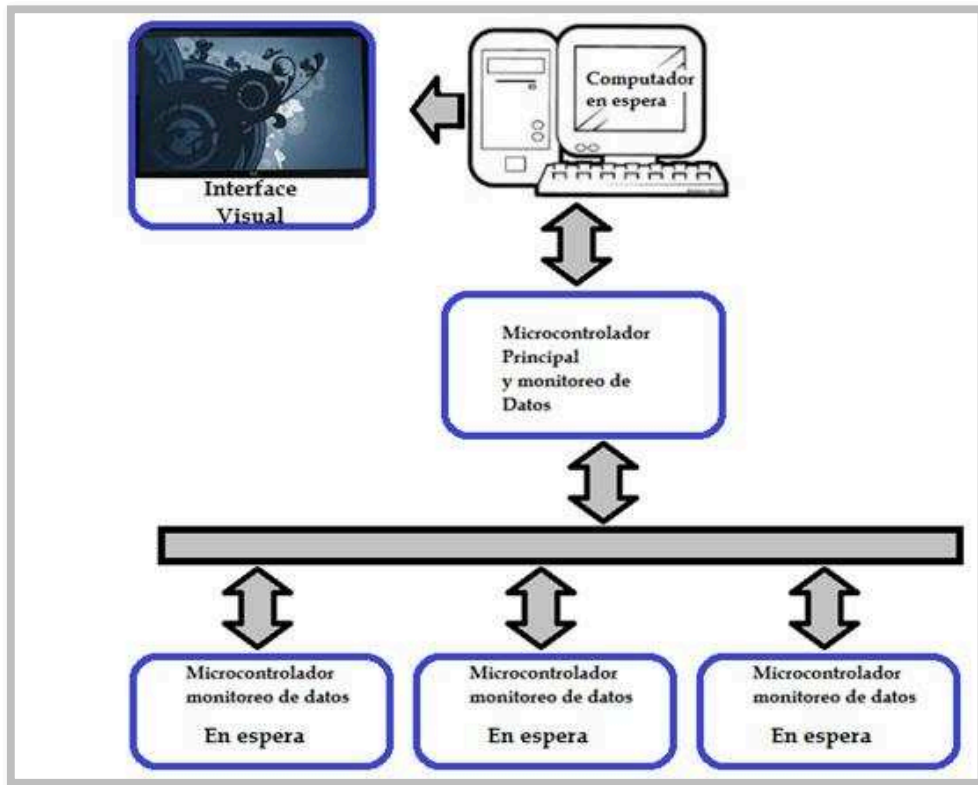 Computador
en espera
Interface
Visual
Microcontrolador
Principal
y monitoreo de
Datos
Microcontrolador
monitoreo de datos
En espera
Microcontrolador
monitoreo de datos
En espera
Microcontrolador
monitoreo de datos
En espera